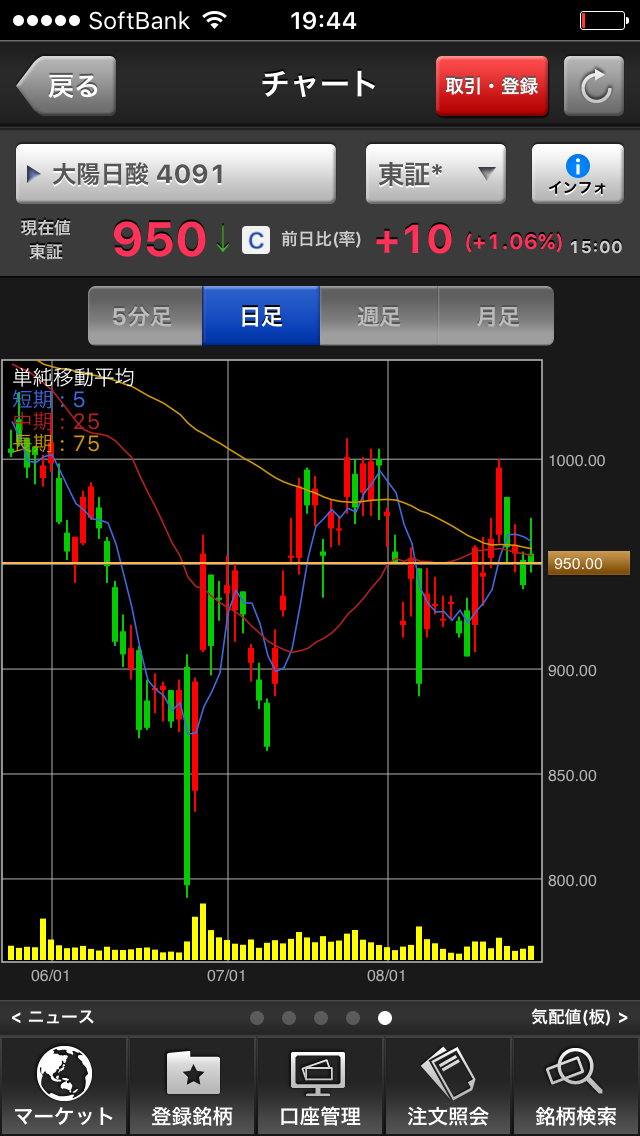 SoftBank 19:44
戻る チャート 取引・登録
大陽日酸 4091 東証* インフォ
現在値 東証 950 ↓ C 前日比(率) +10 (+1.06%) 15:00
5分足 日足 週足 月足
単純移動平均
短期 : 5
中期 : 25
長期 : 75
1000.00
950.00
900.00
850.00
800.00
06/01 07/01 08/01
< ニュース 気配値(板) >
マーケット 登録銘柄 口座管理 注文照会 銘柄検索